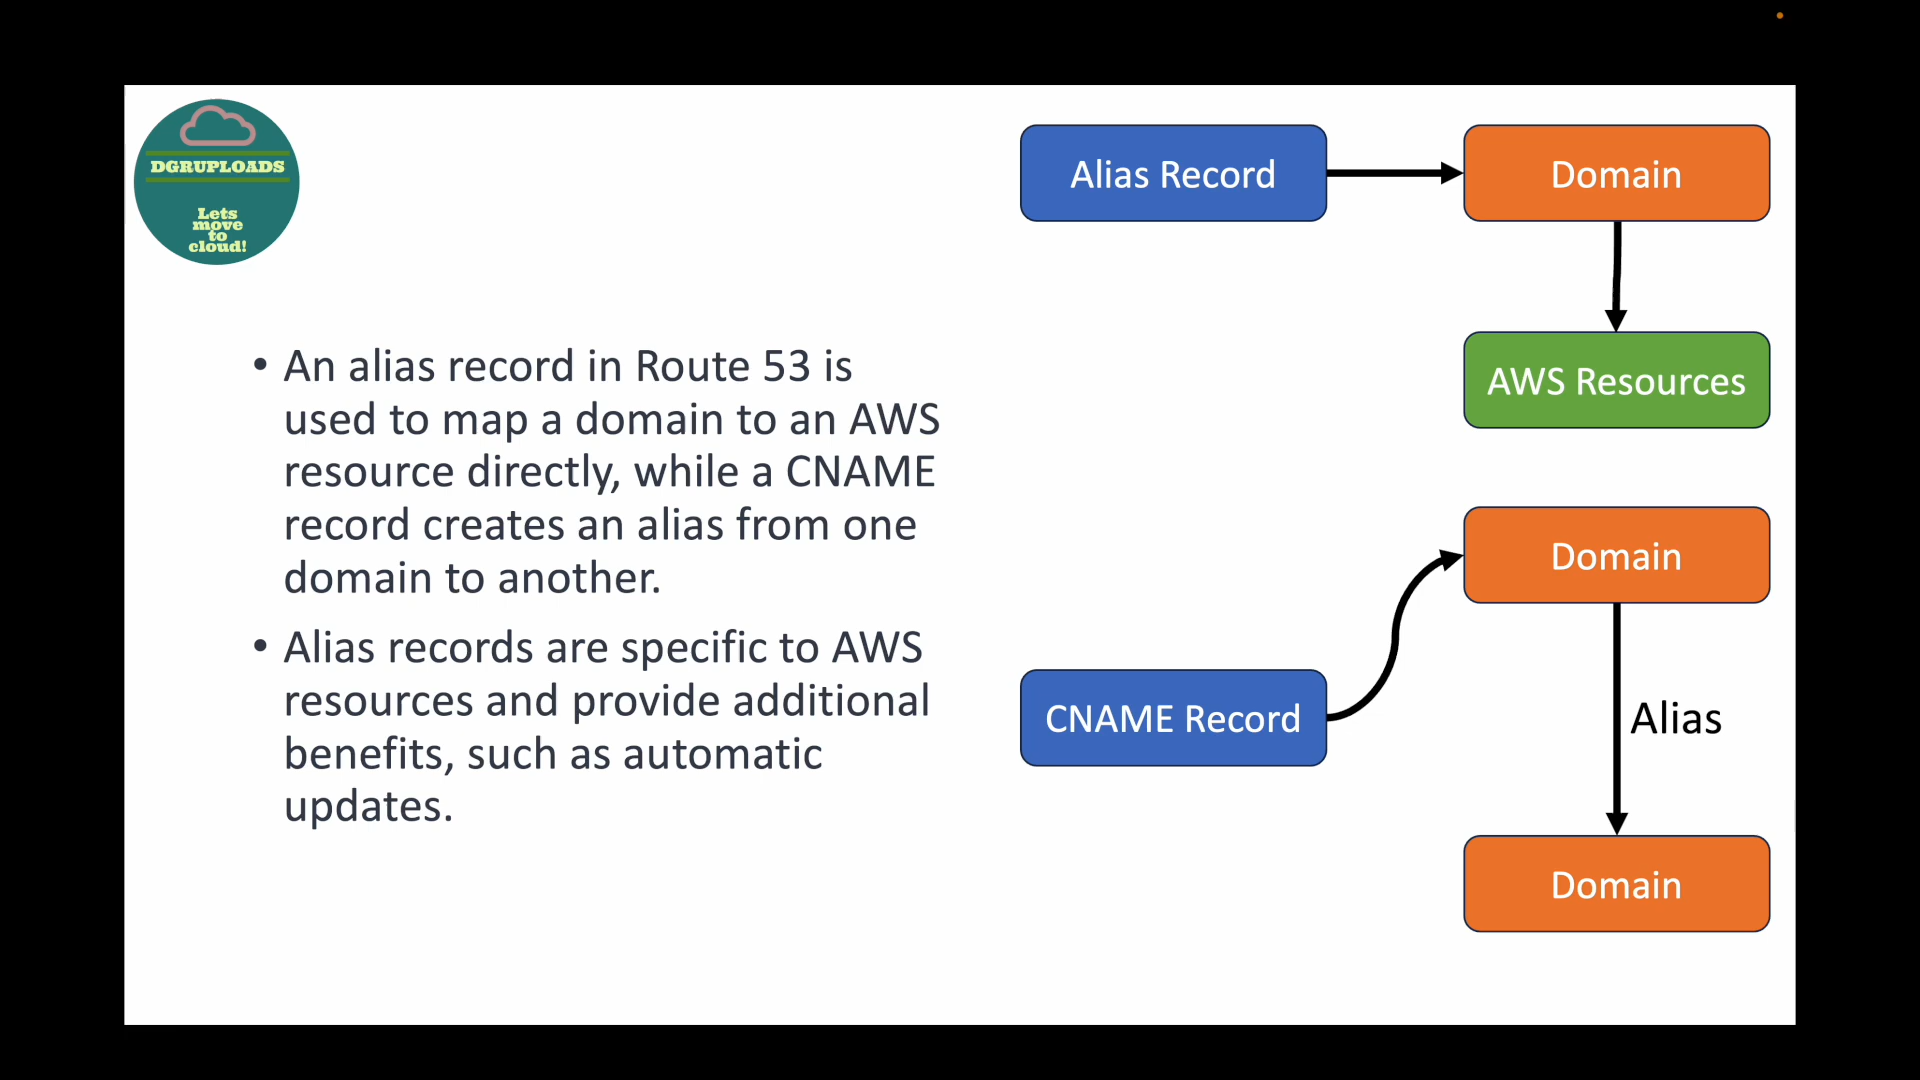 DGRUPLOADS
Lets
move
to
cloud!
• An alias record in Route 53 is
used to map a domain to an AWS
resource directly, while a CNAME
record creates an alias from one
domain to another.
• Alias records are specific to AWS
resources and provide additional
benefits, such as automatic
updates.
Alias Record
Domain
AWS Resources
Domain
CNAME Record
Alias
Domain